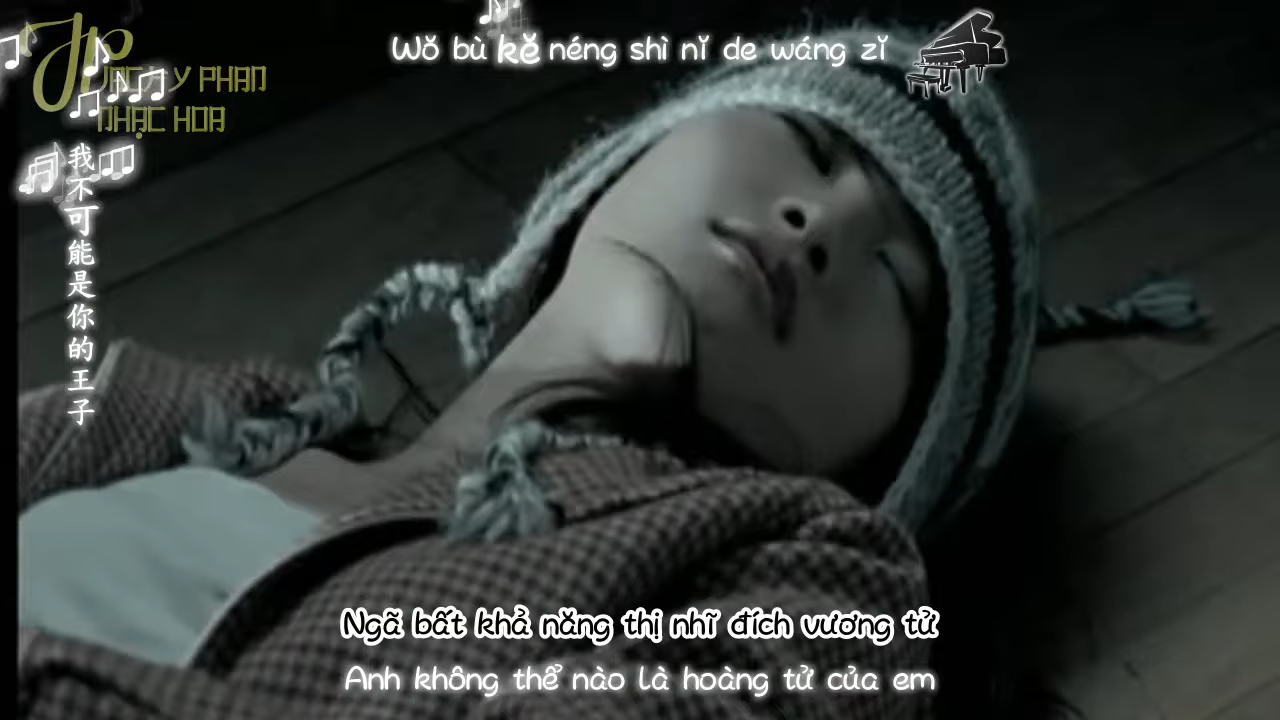 Wǒ bù kě néng shì nǐ de wáng zǐ
JP
JACKY PHAN
NHẠC HOA
我不可能是你的王子
Ngã bất khả năng thị nhĩ đích vương tử
Anh không thể nào là hoàng tử của em